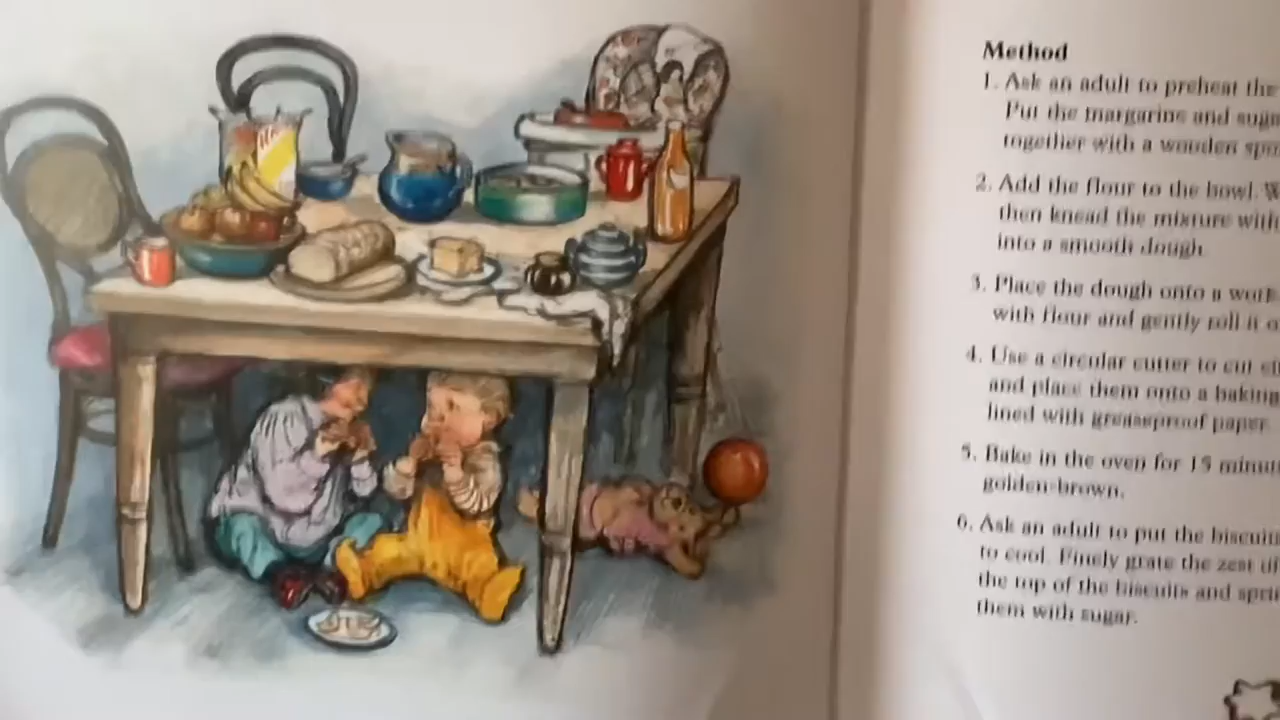 Method
1. Ask an adult to preheat the
Put the margarine and suga
together with a wooden spo
2. Add the flour to the bowl. W
then knead the mixture with
into a smooth dough.
3. Place the dough onto a work
with flour and gently roll it o
4. Use a circular cutter to cut ci
and place them onto a baking
lined with greaseproof paper.
5. Bake in the oven for 15 minut
golden-brown.
6. Ask an adult to put the biscuits
to cool. Finely grate the zest of
the top of the biscuits and spri
them with sugar.